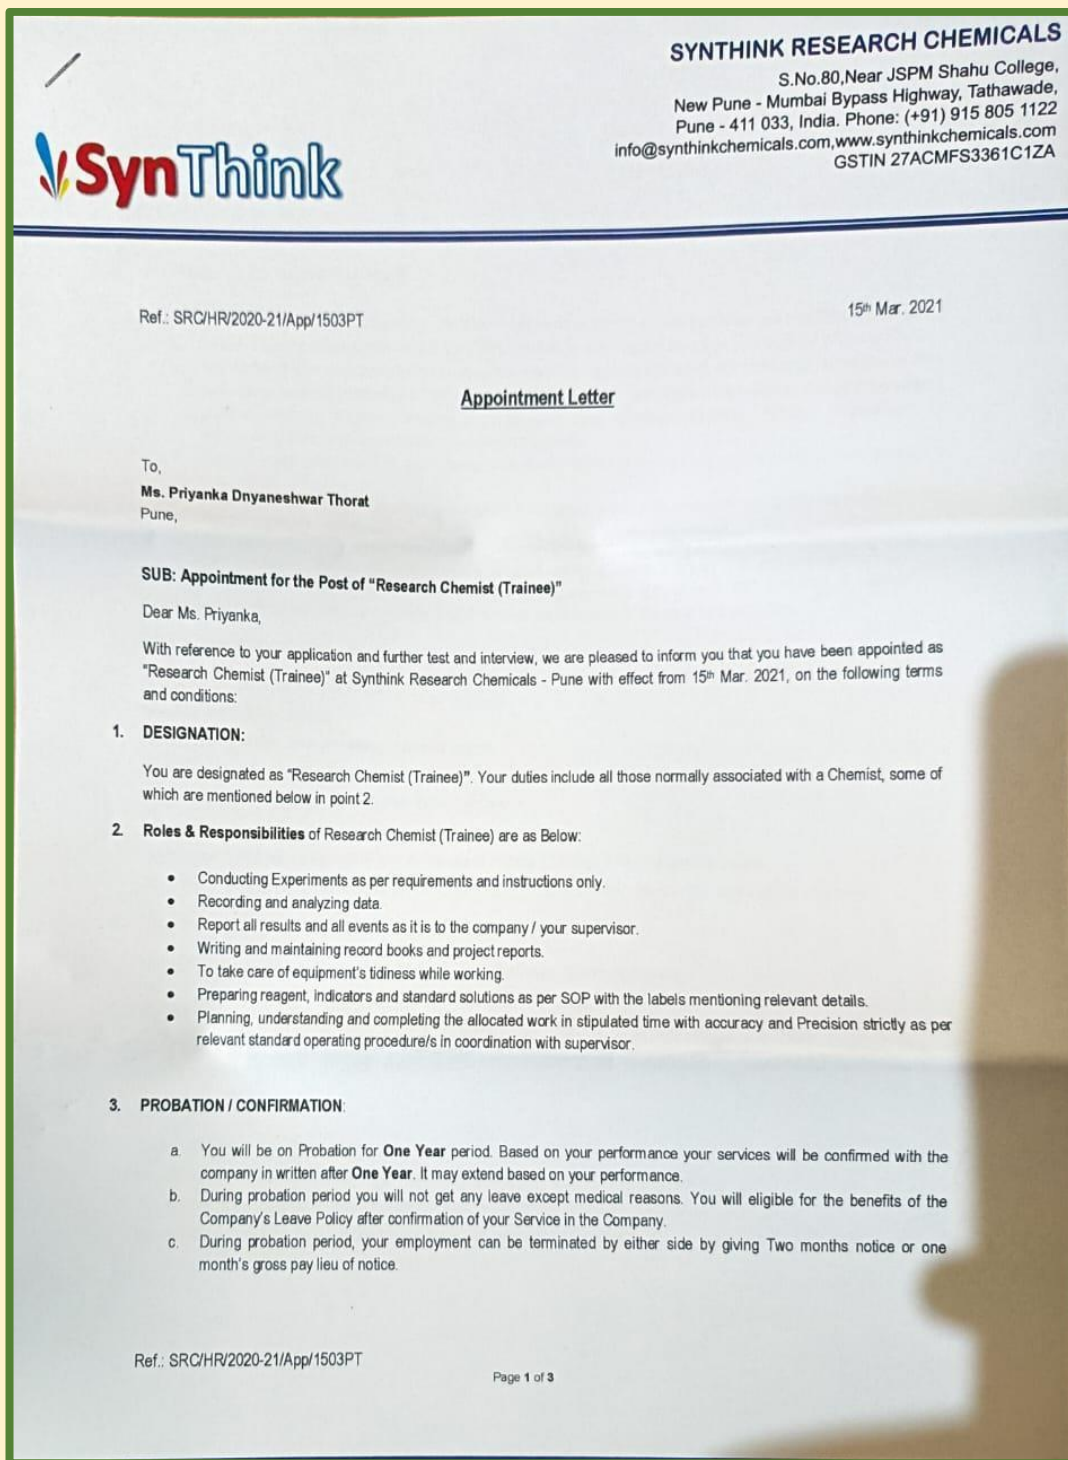 SYNTHINK RESEARCH CHEMICALS
S.No.80,Near JSPM Shahu College,
New Pune - Mumbai Bypass Highway, Tathawade,
Pune - 411 033, India. Phone: (+91) 915 805 1122
info@synthinkchemicals.com,www.synthinkchemicals.com
GSTIN 27ACMFS3361C1ZA
SynThink
Ref.: SRC/HR/2020-21/App/1503PT
15th Mar. 2021
Appointment Letter
To,
Ms. Priyanka Dnyaneshwar Thorat
Pune,
SUB: Appointment for the Post of “Research Chemist (Trainee)”
Dear Ms. Priyanka,
With reference to your application and further test and interview, we are pleased to inform you that you have been appointed as
"Research Chemist (Trainee)" at Synthink Research Chemicals - Pune with effect from 15th Mar. 2021, on the following terms
and conditions:
1. DESIGNATION:
You are designated as "Research Chemist (Trainee)". Your duties include all those normally associated with a Chemist, some of
which are mentioned below in point 2.
2. Roles & Responsibilities of Research Chemist (Trainee) are as Below:
• Conducting Experiments as per requirements and instructions only.
• Recording and analyzing data.
• Report all results and all events as it is to the company / your supervisor.
• Writing and maintaining record books and project reports.
• To take care of equipment's tidiness while working.
• Preparing reagent, indicators and standard solutions as per SOP with the labels mentioning relevant details.
• Planning, understanding and completing the allocated work in stipulated time with accuracy and Precision strictly as per
relevant standard operating procedure/s in coordination with supervisor.
3. PROBATION / CONFIRMATION:
a. You will be on Probation for One Year period. Based on your performance your services will be confirmed with the
company in written after One Year. It may extend based on your performance.
b. During probation period you will not get any leave except medical reasons. You will eligible for the benefits of the
Company's Leave Policy after confirmation of your Service in the Company.
c. During probation period, your employment can be terminated by either side by giving Two months notice or one
month's gross pay lieu of notice.
Ref.: SRC/HR/2020-21/App/1503PT
Page 1 of 3